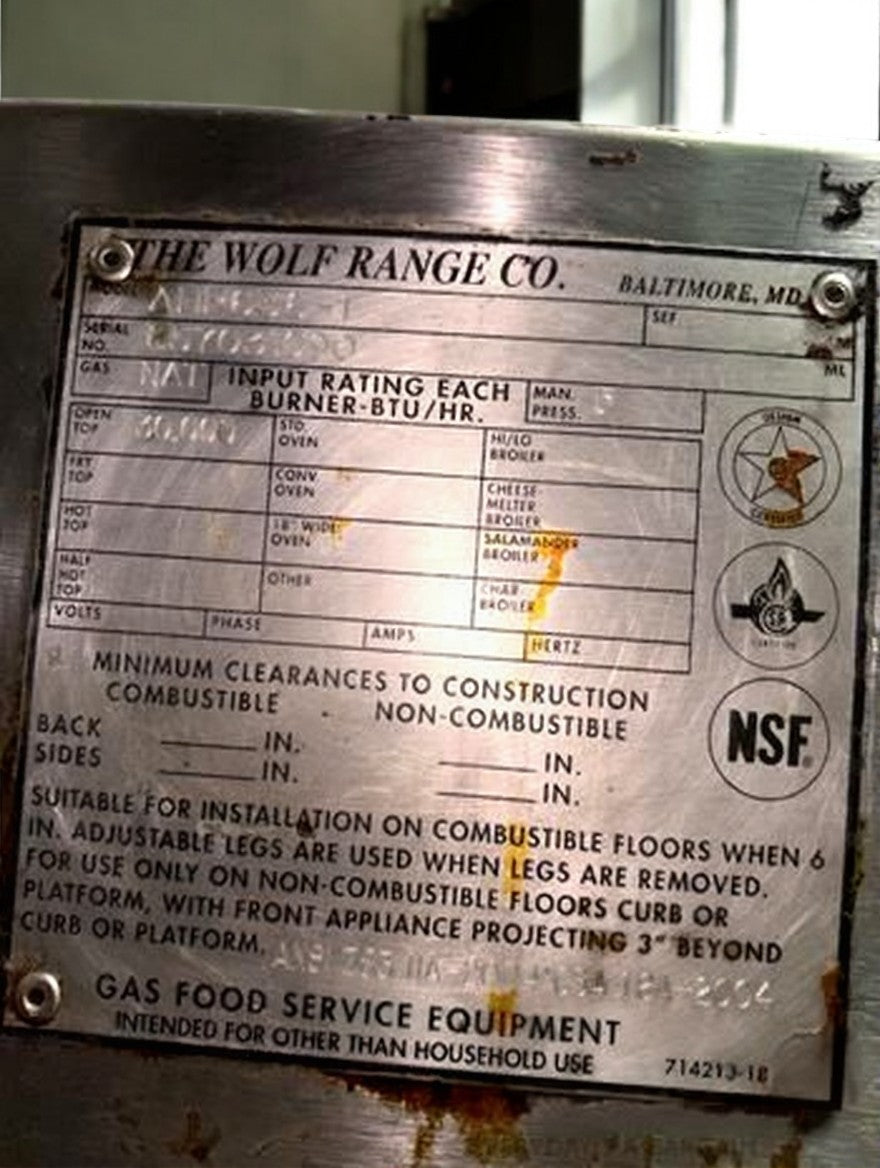 THE WOLF RANGE CO. BALTIMORE, MD.
MODEL SEF
SERIAL
NO. ML
GAS NAT INPUT RATING EACH
BURNER-BTU/HR. MAN.
PRESS.
OPEN
TOP STD.
OVEN HI/LO
BROILER
FRY
TOP CONV.
OVEN CHEESE
MELTER
BROILER
HOT
TOP 18" WIDE
OVEN SALAMANDER
BROILER
HALF
HOT
TOP OTHER CHAR
BROILER
VOLTS PHASE AMPS HERTZ
DESIGN
CERTIFIED
NSF
MINIMUM CLEARANCES TO CONSTRUCTION
COMBUSTIBLE NON-COMBUSTIBLE
BACK IN. IN.
SIDES IN. IN.
SUITABLE FOR INSTALLATION ON COMBUSTIBLE FLOORS WHEN 6
IN. ADJUSTABLE LEGS ARE USED WHEN LEGS ARE REMOVED.
FOR USE ONLY ON NON-COMBUSTIBLE FLOORS CURB OR
PLATFORM, WITH FRONT APPLIANCE PROJECTING 3" BEYOND
CURB OR PLATFORM.
GAS FOOD SERVICE EQUIPMENT
INTENDED FOR OTHER THAN HOUSEHOLD USE 714213-18